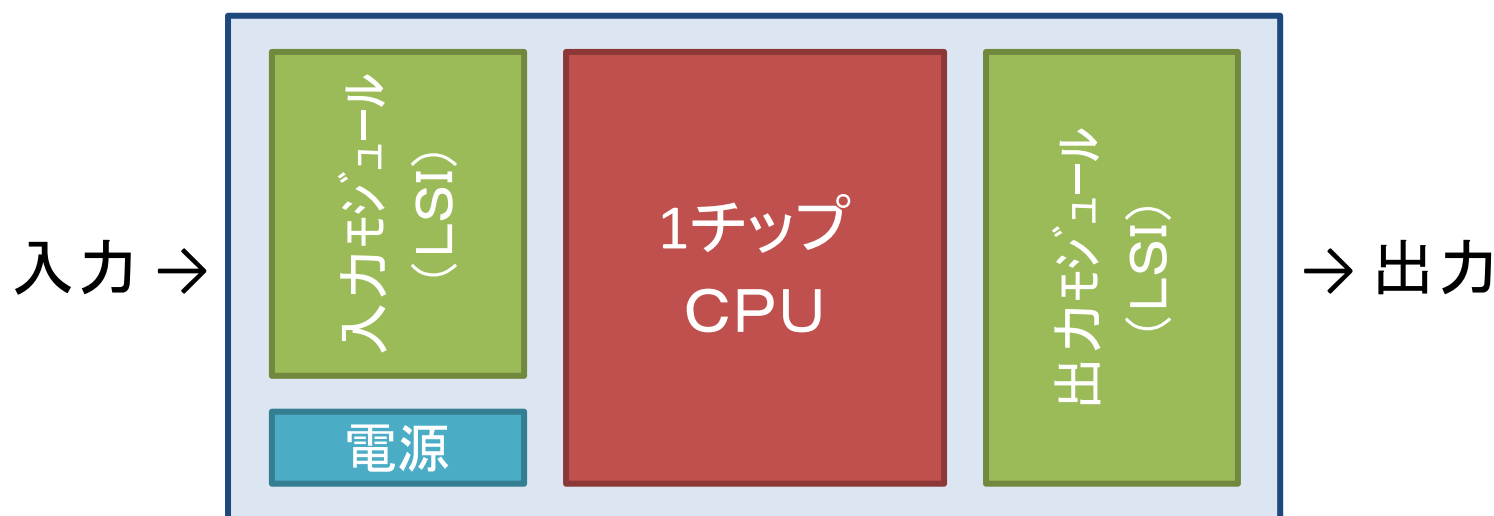 入力 →
入力ﾓｼﾞｭｰﾙ
（LSI）
電源
1チップ
CPU
出力ﾓｼﾞｭｰﾙ
（LSI）
→ 出力